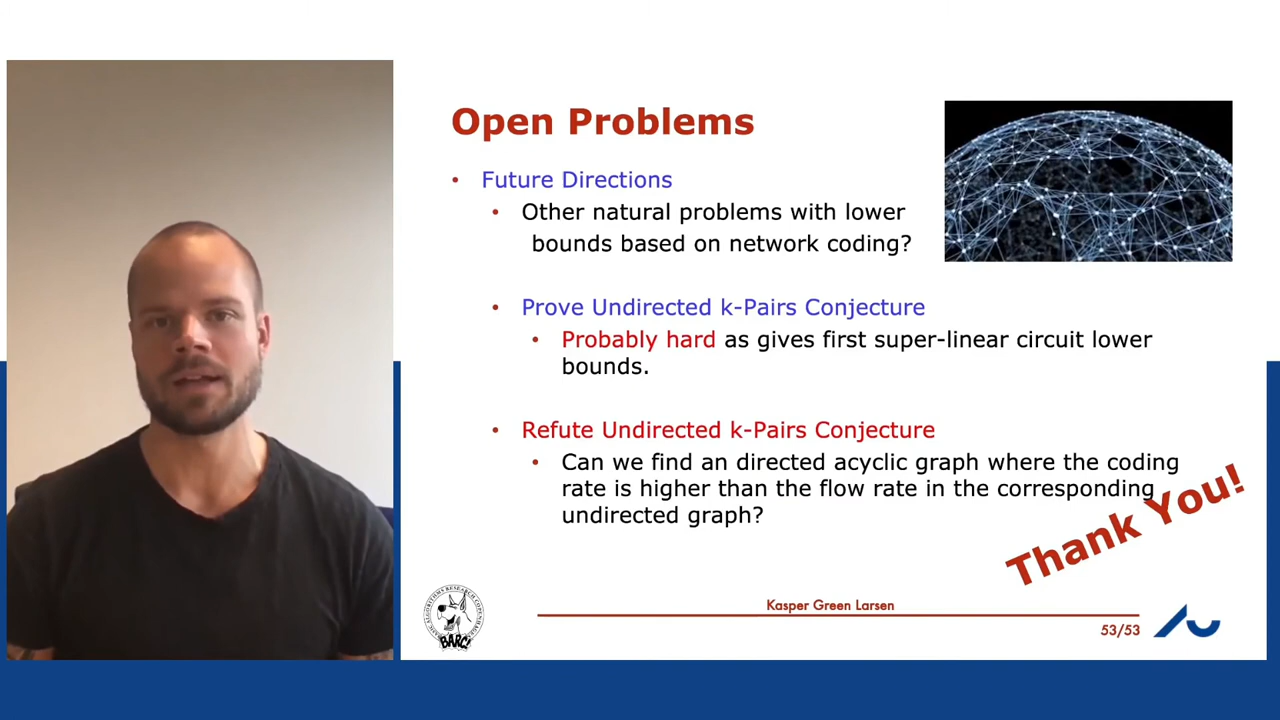 Open Problems
• Future Directions
• Other natural problems with lower
bounds based on network coding?
• Prove Undirected k-Pairs Conjecture
• Probably hard as gives first super-linear circuit lower
bounds.
• Refute Undirected k-Pairs Conjecture
• Can we find an directed acyclic graph where the coding
rate is higher than the flow rate in the corresponding
undirected graph?
Thank You!
BARC!
Kasper Green Larsen
53/53